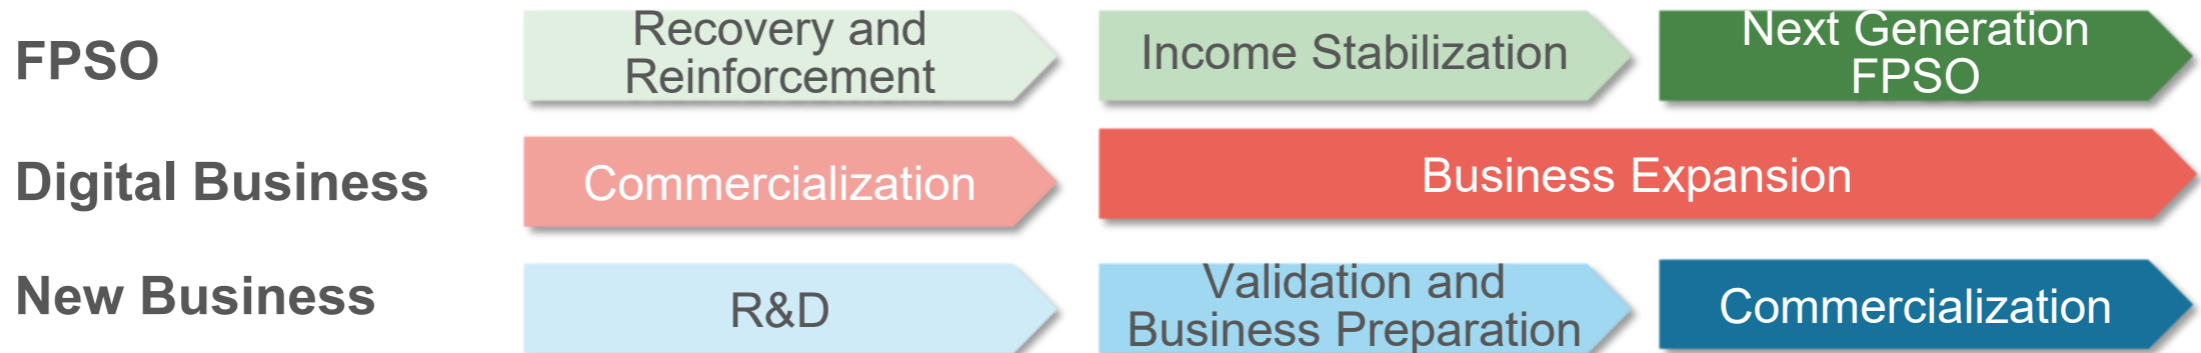 FPSO
Recovery and
Reinforcement
Income Stabilization
Next Generation
FPSO
Digital Business
Commercialization
Business Expansion
New Business
R&D
Validation and
Business Preparation
Commercialization